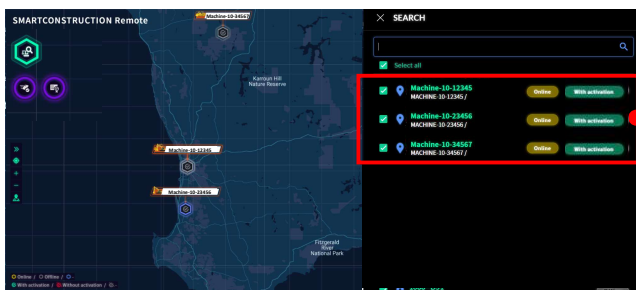 SMARTCONSTRUCTION Remote
Machine-10-34567
Karroun Hill
Nature Reserve
Machine-10-12345
Machine-10-23456
Fitzgerald
River
National Park
Online / Offline /
With activation / Without activation /
SEARCH
Select all
Machine-10-12345
MACHINE-10-12345 /
Online
With activation
Machine-10-23456
MACHINE-10-23456 /
Online
With activation
Machine-10-34567
MACHINE-10-34567 /
Online
With activation